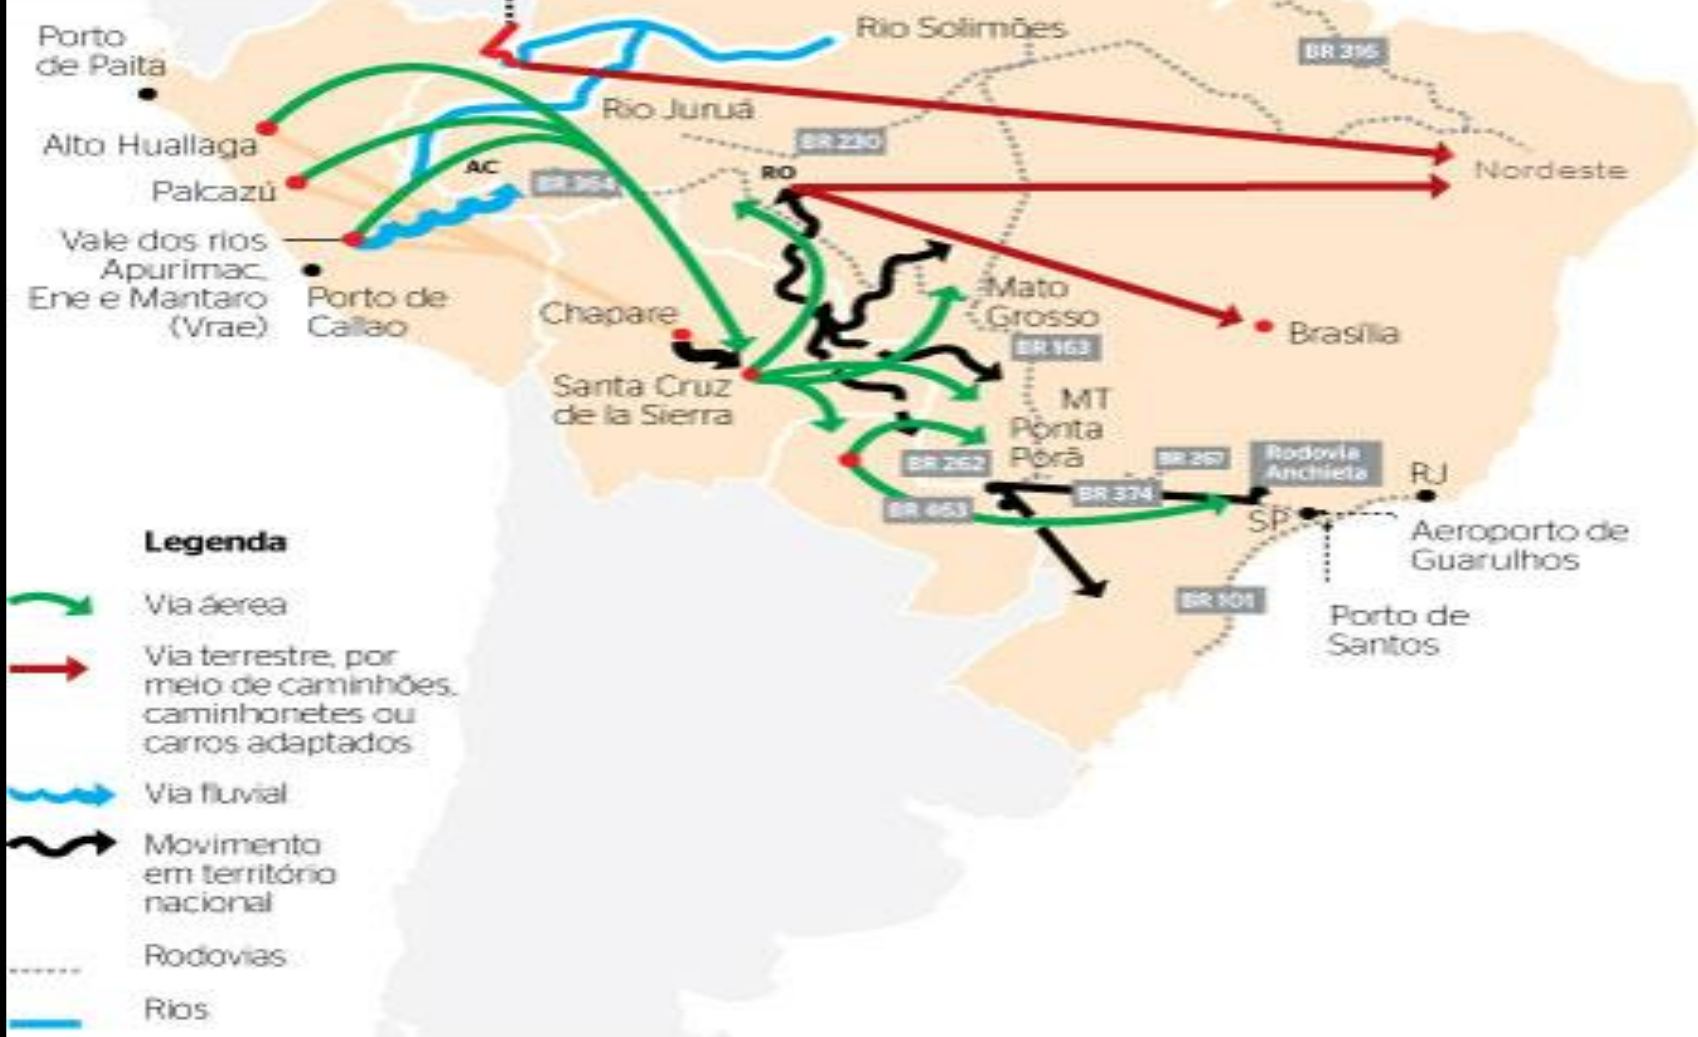 Porto
de Paita
Rio Solimões
BR 316
Rio Juruá
BR 230
Alto Huallaga
AC
RO
Nordeste
Palcazú
BR 364
Vale dos rios
Apurímac,
Ene e Mantaro
(Vrae)
Porto de
Callao
Chapare
Mato
Grosso
Brasília
BR 163
Santa Cruz
de la Sierra
MT
Ponta
Porã
BR 262
BR 267
Rodovia
Anchieta
RJ
BR 374
BR 463
SP
Aeroporto de
Guarulhos
BR 101
Porto de
Santos
Legenda
Via áerea
Via terrestre, por
meio de caminhões,
caminhonetes ou
carros adaptados
Via fluvial
Movimento
em território
nacional
Rodovias
Rios